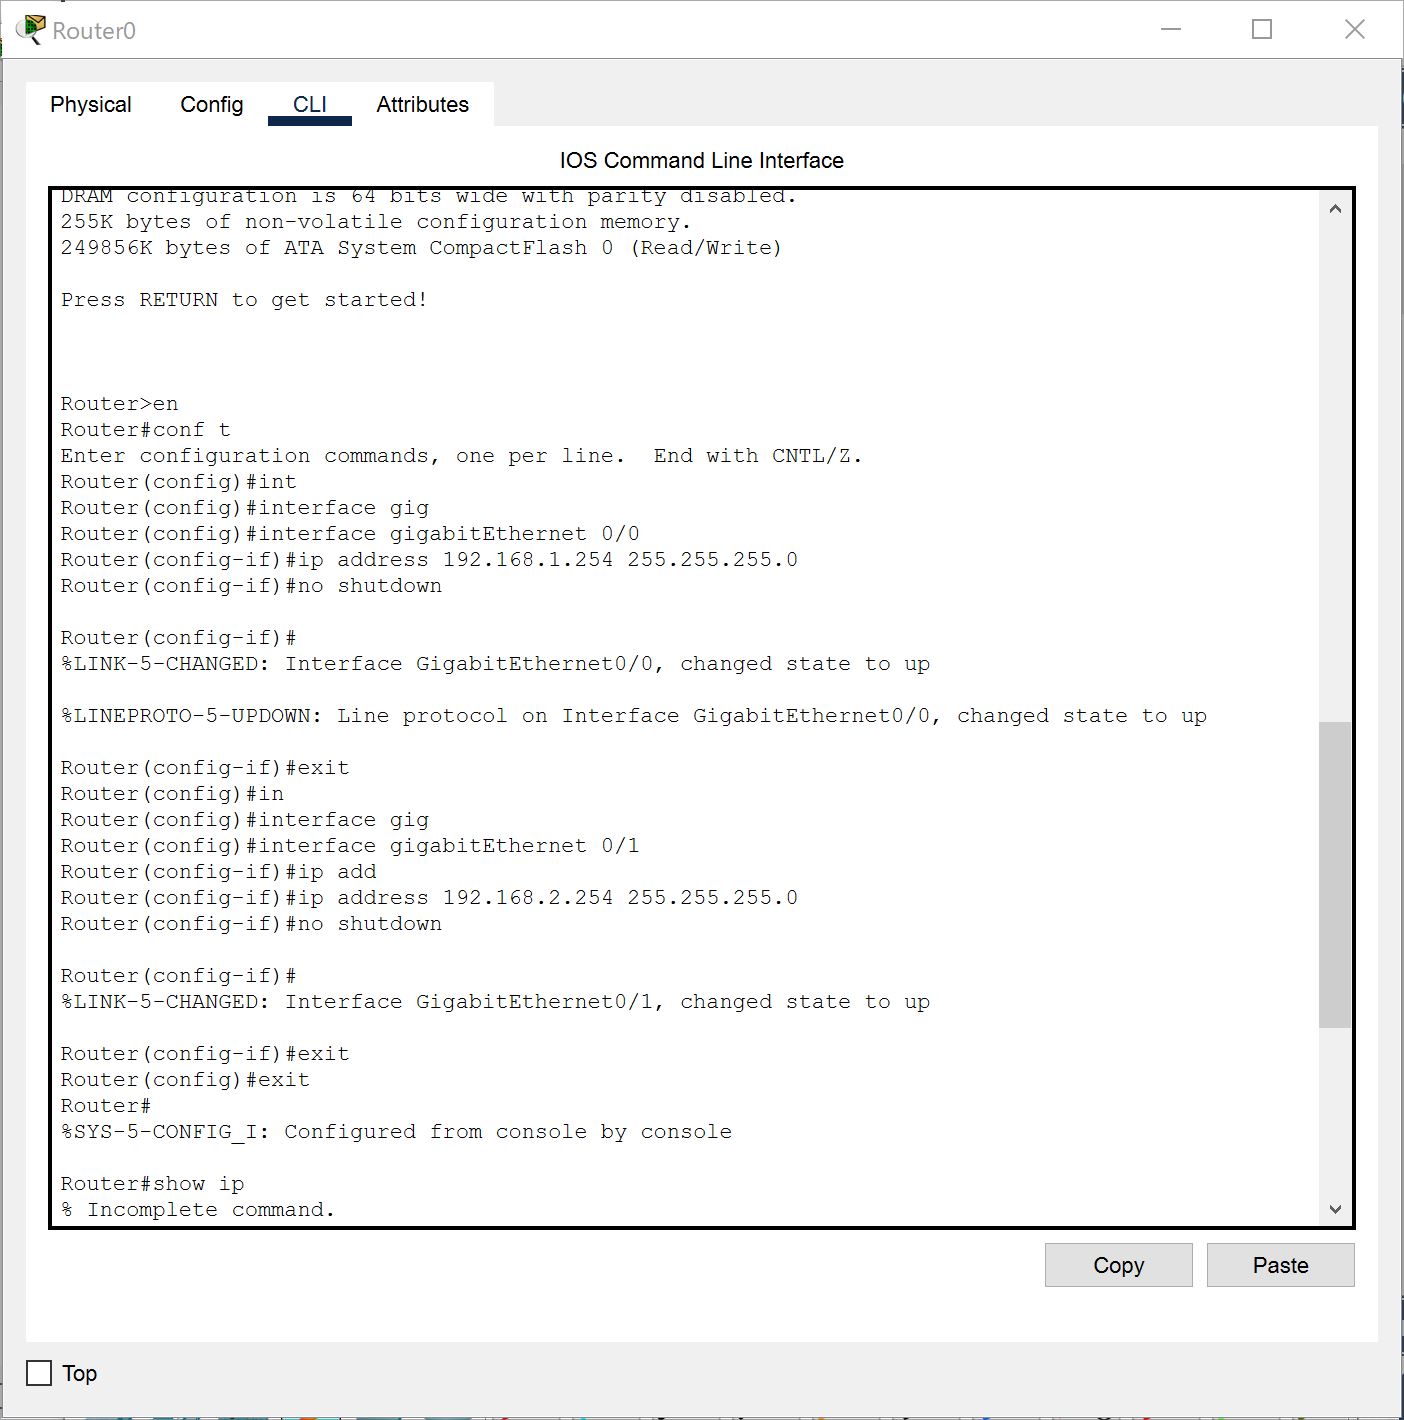 Router0
Physical Config CLI Attributes
IOS Command Line Interface
DRAM configuration is 64 bits wide with parity disabled.
255K bytes of non-volatile configuration memory.
249856K bytes of ATA System CompactFlash 0 (Read/Write)
Press RETURN to get started!
Router>en
Router#conf t
Enter configuration commands, one per line.  End with CNTL/Z.
Router(config)#int
Router(config)#interface gig
Router(config)#interface gigabitEthernet 0/0
Router(config-if)#ip address 192.168.1.254 255.255.255.0
Router(config-if)#no shutdown
Router(config-if)#
%LINK-5-CHANGED: Interface GigabitEthernet0/0, changed state to up
%LINEPROTO-5-UPDOWN: Line protocol on Interface GigabitEthernet0/0, changed state to up
Router(config-if)#exit
Router(config)#in
Router(config)#interface gig
Router(config)#interface gigabitEthernet 0/1
Router(config-if)#ip add
Router(config-if)#ip address 192.168.2.254 255.255.255.0
Router(config-if)#no shutdown
Router(config-if)#
%LINK-5-CHANGED: Interface GigabitEthernet0/1, changed state to up
Router(config-if)#exit
Router(config)#exit
Router#
%SYS-5-CONFIG_I: Configured from console by console
Router#show ip
% Incomplete command.
Copy Paste
Top